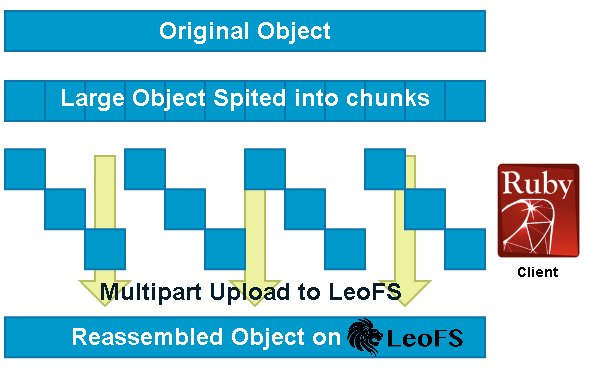 Original Object
Large Object Spited into chunks
Ruby
Client
Multipart Upload to LeoFS
Reassembled Object on LeoFS